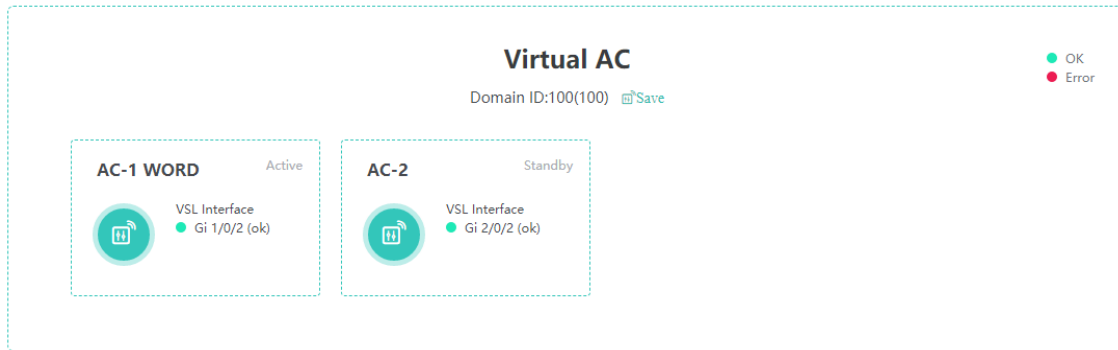 Virtual AC
OK
Error
Domain ID:100(100) Save
AC-1 WORD Active
VSL Interface
Gi 1/0/2 (ok)
AC-2 Standby
VSL Interface
Gi 2/0/2 (ok)